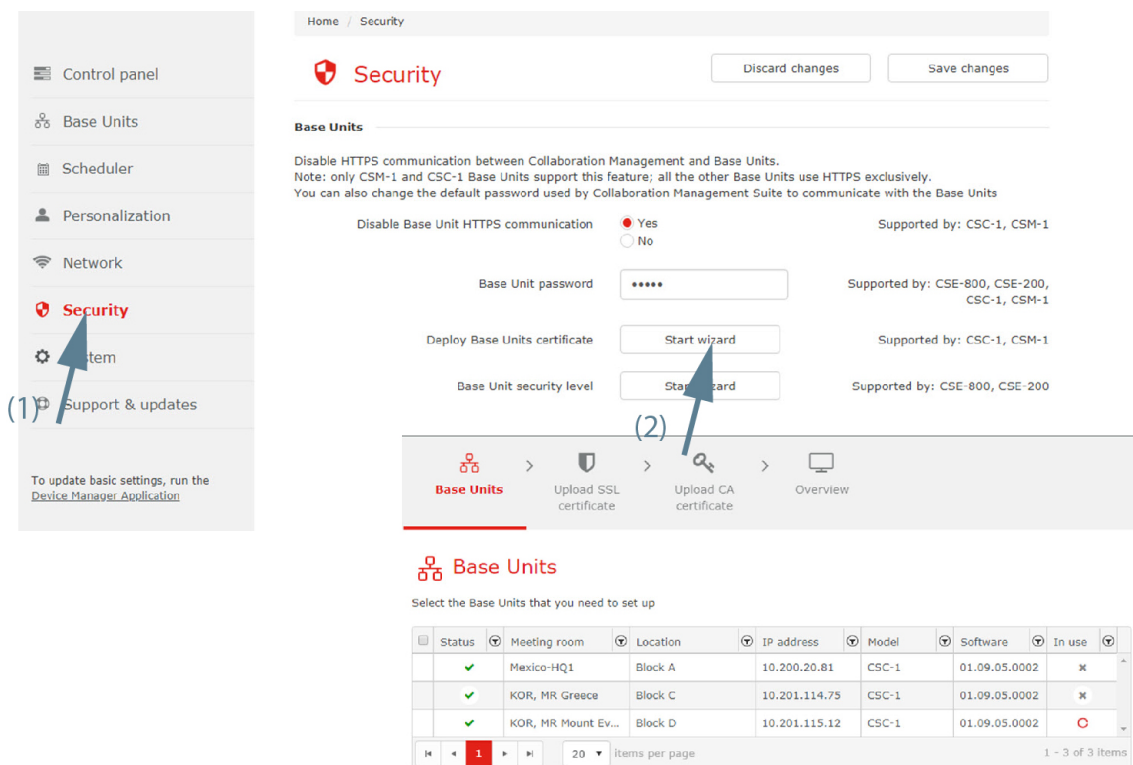 Home / Security
Control panel
Base Units
Scheduler
Personalization
Network
Security
System
Support & updates
(1)
To update basic settings, run the
Device Manager Application
Security
Discard changes
Save changes
Base Units
Disable HTTPS communication between Collaboration Management and Base Units.
Note: only CSM-1 and CSC-1 Base Units support this feature; all the other Base Units use HTTPS exclusively.
You can also change the default password used by Collaboration Management Suite to communicate with the Base Units
Disable Base Unit HTTPS communication
Yes
No
Supported by: CSC-1, CSM-1
Base Unit password
•••••
Supported by: CSE-800, CSE-200,
CSC-1, CSM-1
Deploy Base Units certificate
Start wizard
Supported by: CSC-1, CSM-1
Base Unit security level
Start wizard
Supported by: CSE-800, CSE-200
(2)
Base Units
Upload SSL
certificate
Upload CA
certificate
Overview
Base Units
Select the Base Units that you need to set up
Status Meeting room Location IP address Model Software In use
Mexico-HQ1 Block A 10.200.20.81 CSC-1 01.09.05.0002
KOR, MR Greece Block C 10.201.114.75 CSC-1 01.09.05.0002
KOR, MR Mount Ev... Block D 10.201.115.12 CSC-1 01.09.05.0002
1 20 items per page 1 - 3 of 3 items